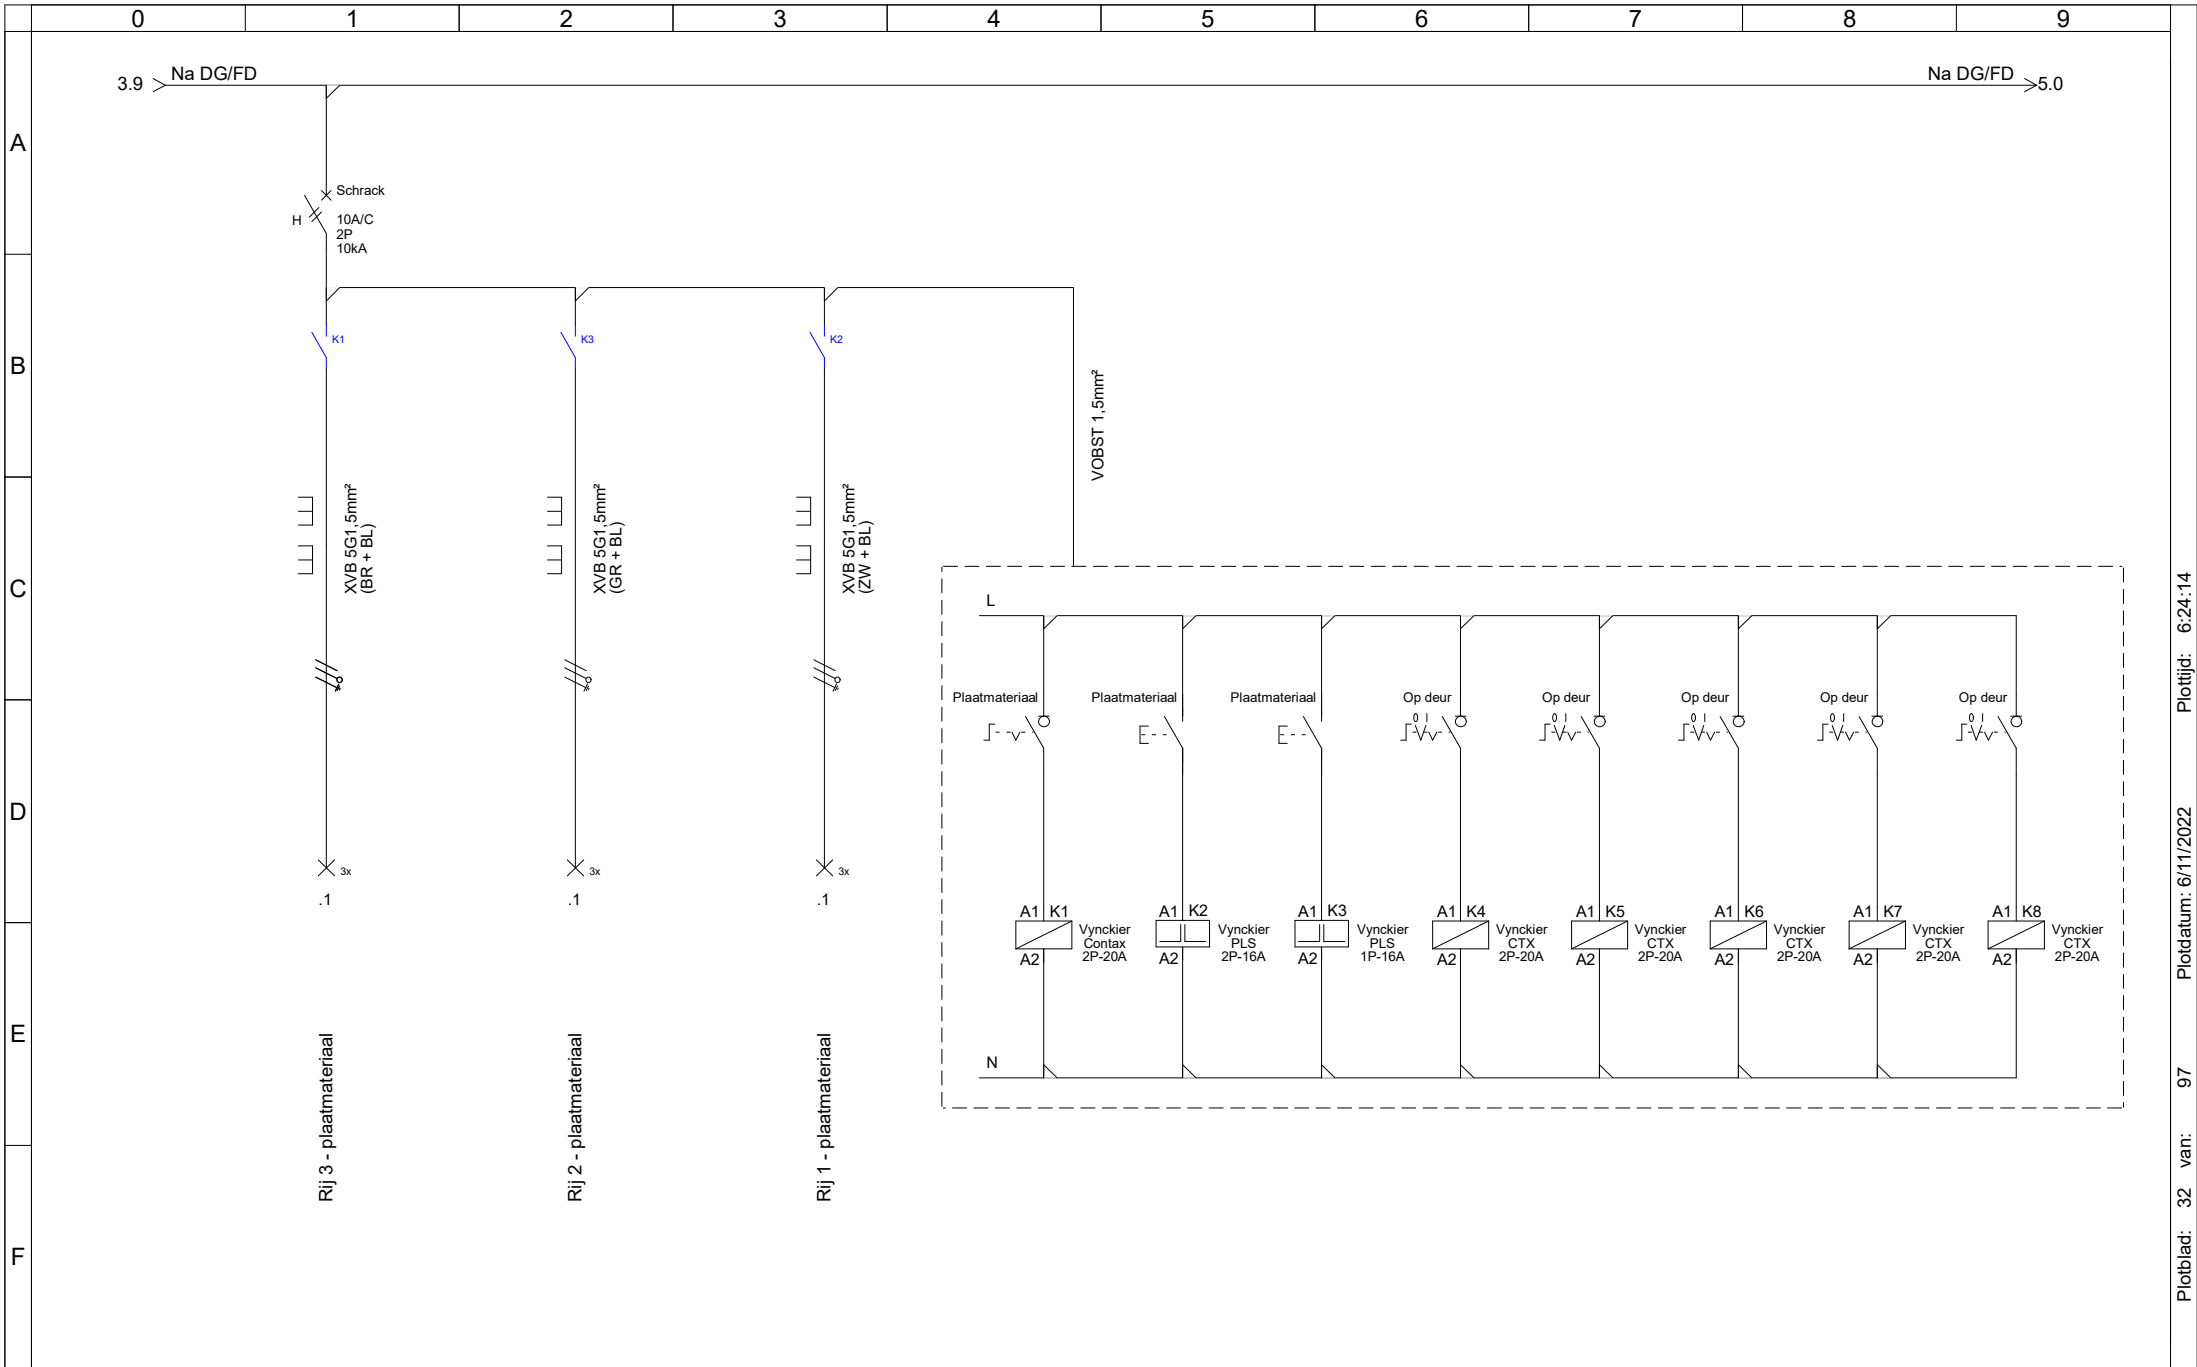 0 1 2 3 4 5 6 7 8 9
3.9 Na DG/FD
Na DG/FD 5.0
A
Schrack
H 10A/C
2P
10kA
B
K1
K3
K2
VOBST 1,5mm²
C
XVB 5G1,5mm²
(BR + BL)
XVB 5G1,5mm²
(GR + BL)
XVB 5G1,5mm²
(ZW + BL)
L
Plaatmateriaal
Plaatmateriaal
Plaatmateriaal
Op deur
Op deur
Op deur
Op deur
Op deur
0 I
0 I
0 I
0 I
0 I
D
3x
.1
3x
.1
3x
.1
A1 K1
A2
Vynckier
Contax
2P-20A
A1 K2
A2
Vynckier
PLS
2P-16A
A1 K3
A2
Vynckier
PLS
1P-16A
A1 K4
A2
Vynckier
CTX
2P-20A
A1 K5
A2
Vynckier
CTX
2P-20A
A1 K6
A2
Vynckier
CTX
2P-20A
A1 K7
A2
Vynckier
CTX
2P-20A
A1 K8
A2
Vynckier
CTX
2P-20A
E
N
Rij 3 - plaatmateriaal
Rij 2 - plaatmateriaal
Rij 1 - plaatmateriaal
F
Plotblad: 32 van: 97 Plotdatum: 6/11/2022 Plottijd: 6:24:14